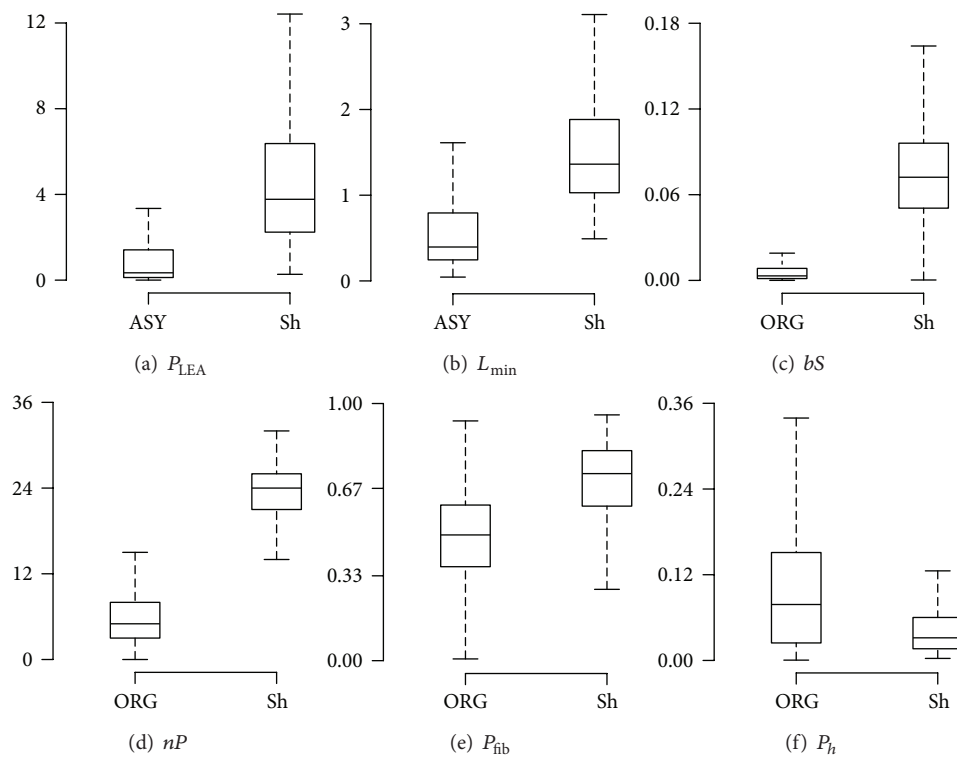 12
8
4
0
ASY Sh
(a) P_LEA
3
2
1
0
ASY Sh
(b) L_min
0.18
0.12
0.06
0.00
ORG Sh
(c) bS
36
24
12
0
ORG Sh
(d) nP
1.00
0.67
0.33
0.00
ORG Sh
(e) P_fib
0.36
0.24
0.12
0.00
ORG Sh
(f) P_h